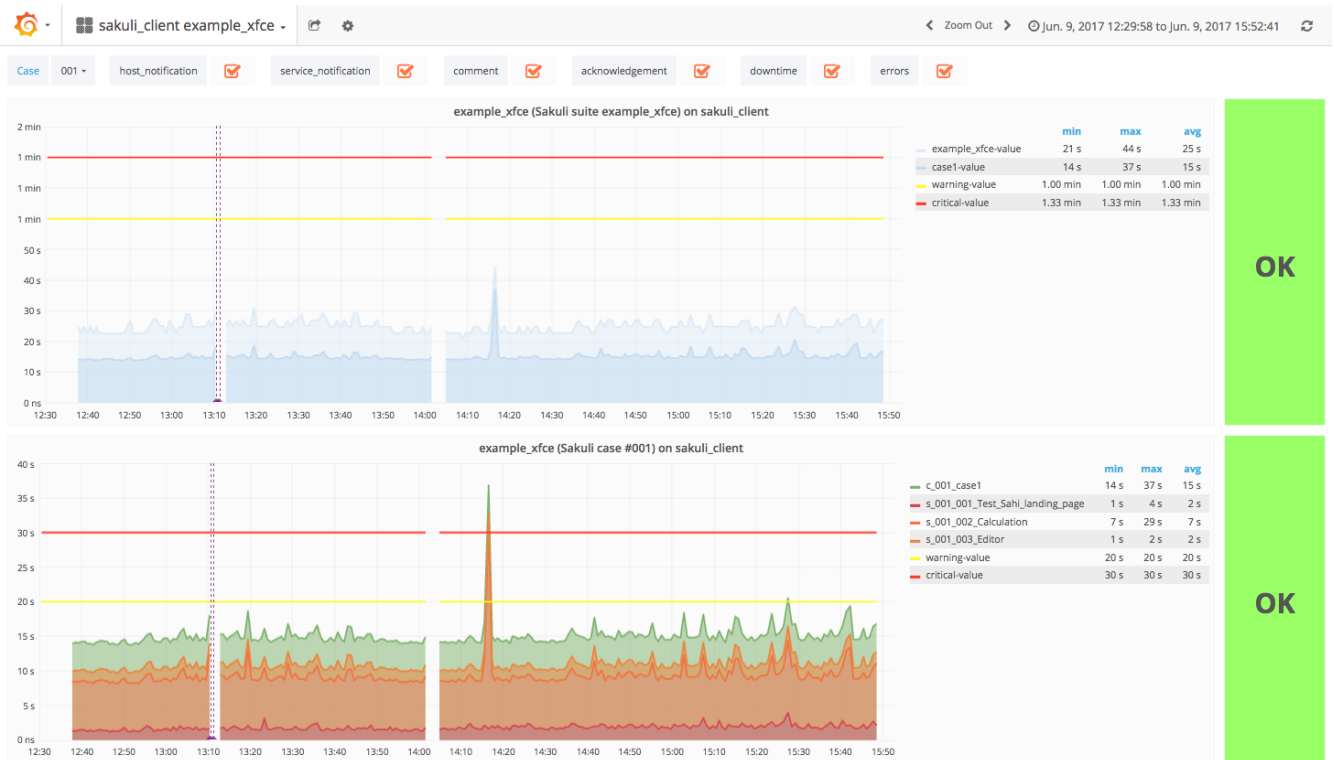 sakuli_client example_xfce
Zoom Out
Jun. 9, 2017 12:29:58 to Jun. 9, 2017 15:52:41
Case 001 host_notification service_notification comment acknowledgement downtime errors
example_xfce (Sakuli suite example_xfce) on sakuli_client
2 min
1 min
1 min
1 min
50 s
40 s
30 s
20 s
10 s
0 ns
12:30 12:40 12:50 13:00 13:10 13:20 13:30 13:40 13:50 14:00 14:10 14:20 14:30 14:40 14:50 15:00 15:10 15:20 15:30 15:40 15:50
min max avg
example_xfce-value 21 s 44 s 25 s
case1-value 14 s 37 s 15 s
warning-value 1.00 min 1.00 min 1.00 min
critical-value 1.33 min 1.33 min 1.33 min
OK
example_xfce (Sakuli case #001) on sakuli_client
40 s
35 s
30 s
25 s
20 s
15 s
10 s
5 s
0 ns
12:30 12:40 12:50 13:00 13:10 13:20 13:30 13:40 13:50 14:00 14:10 14:20 14:30 14:40 14:50 15:00 15:10 15:20 15:30 15:40 15:50
min max avg
c_001_case1 14 s 37 s 15 s
s_001_001_Test_Sahi_landing_page 1 s 4 s 2 s
s_001_002_Calculation 7 s 29 s 7 s
s_001_003_Editor 1 s 2 s 2 s
warning-value 20 s 20 s 20 s
critical-value 30 s 30 s 30 s
OK